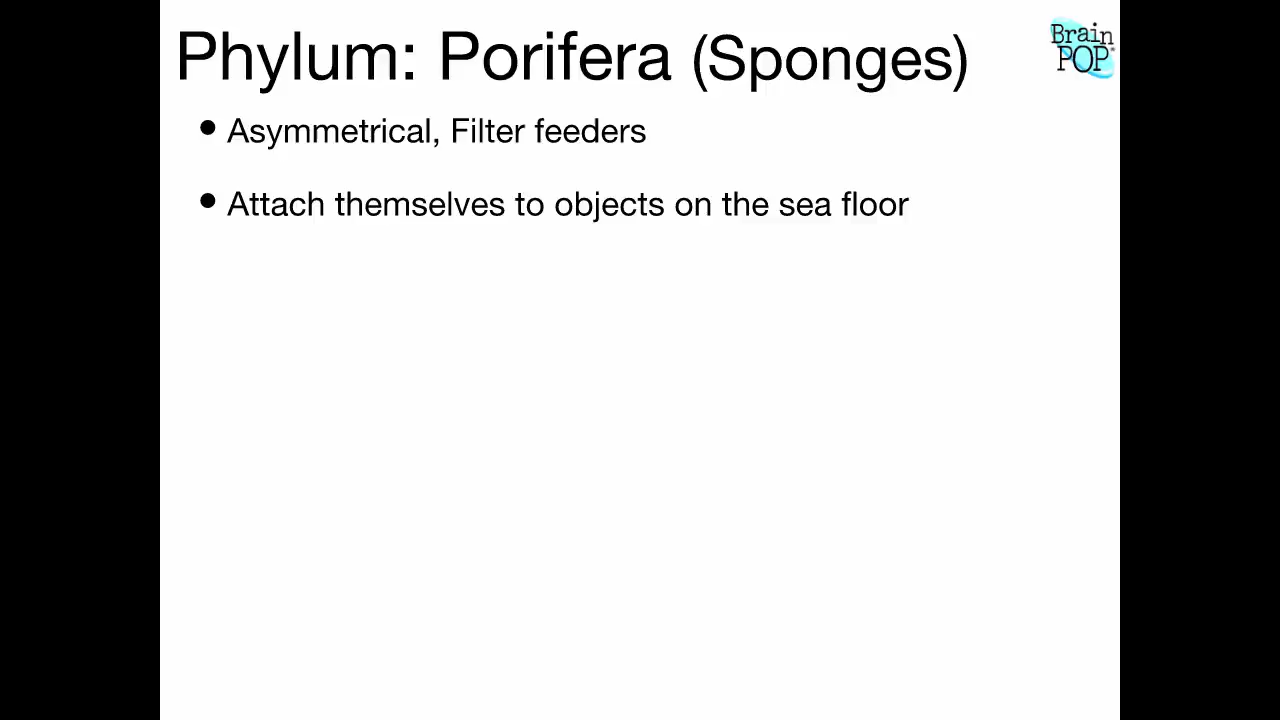 Phylum: Porifera (Sponges)
Brain
POP®
• Asymmetrical, Filter feeders
• Attach themselves to objects on the sea floor